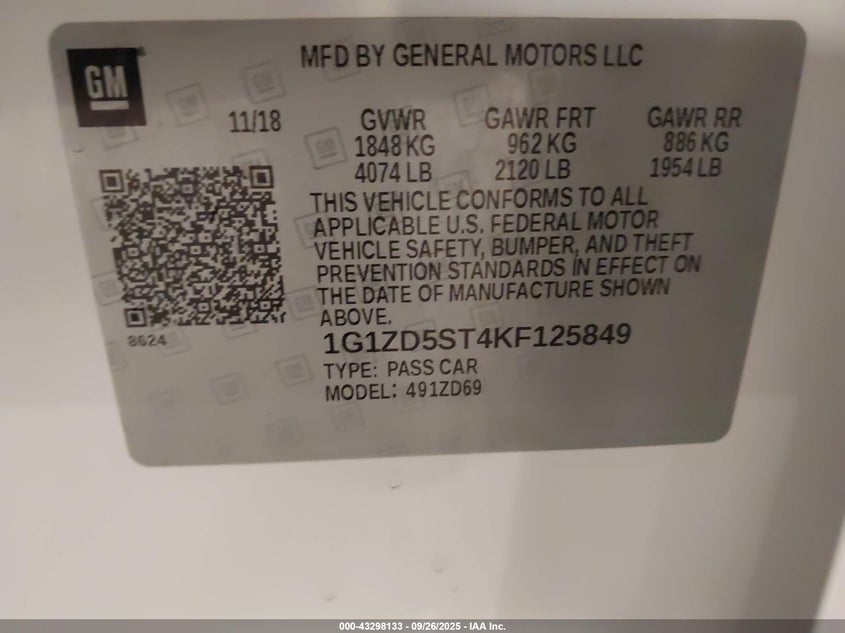 GM
MFD BY GENERAL MOTORS LLC
11/18 GVWR GAWR FRT GAWR RR
1848 KG 962 KG 886 KG
4074 LB 2120 LB 1954 LB
THIS VEHICLE CONFORMS TO ALL
APPLICABLE U.S. FEDERAL MOTOR
VEHICLE SAFETY, BUMPER, AND THEFT
PREVENTION STANDARDS IN EFFECT ON
THE DATE OF MANUFACTURE SHOWN
ABOVE.
8624
1G1ZD5ST4KF125849
TYPE: PASS CAR
MODEL: 491ZD69
000-43298133 - 09/26/2025 - IAA Inc.